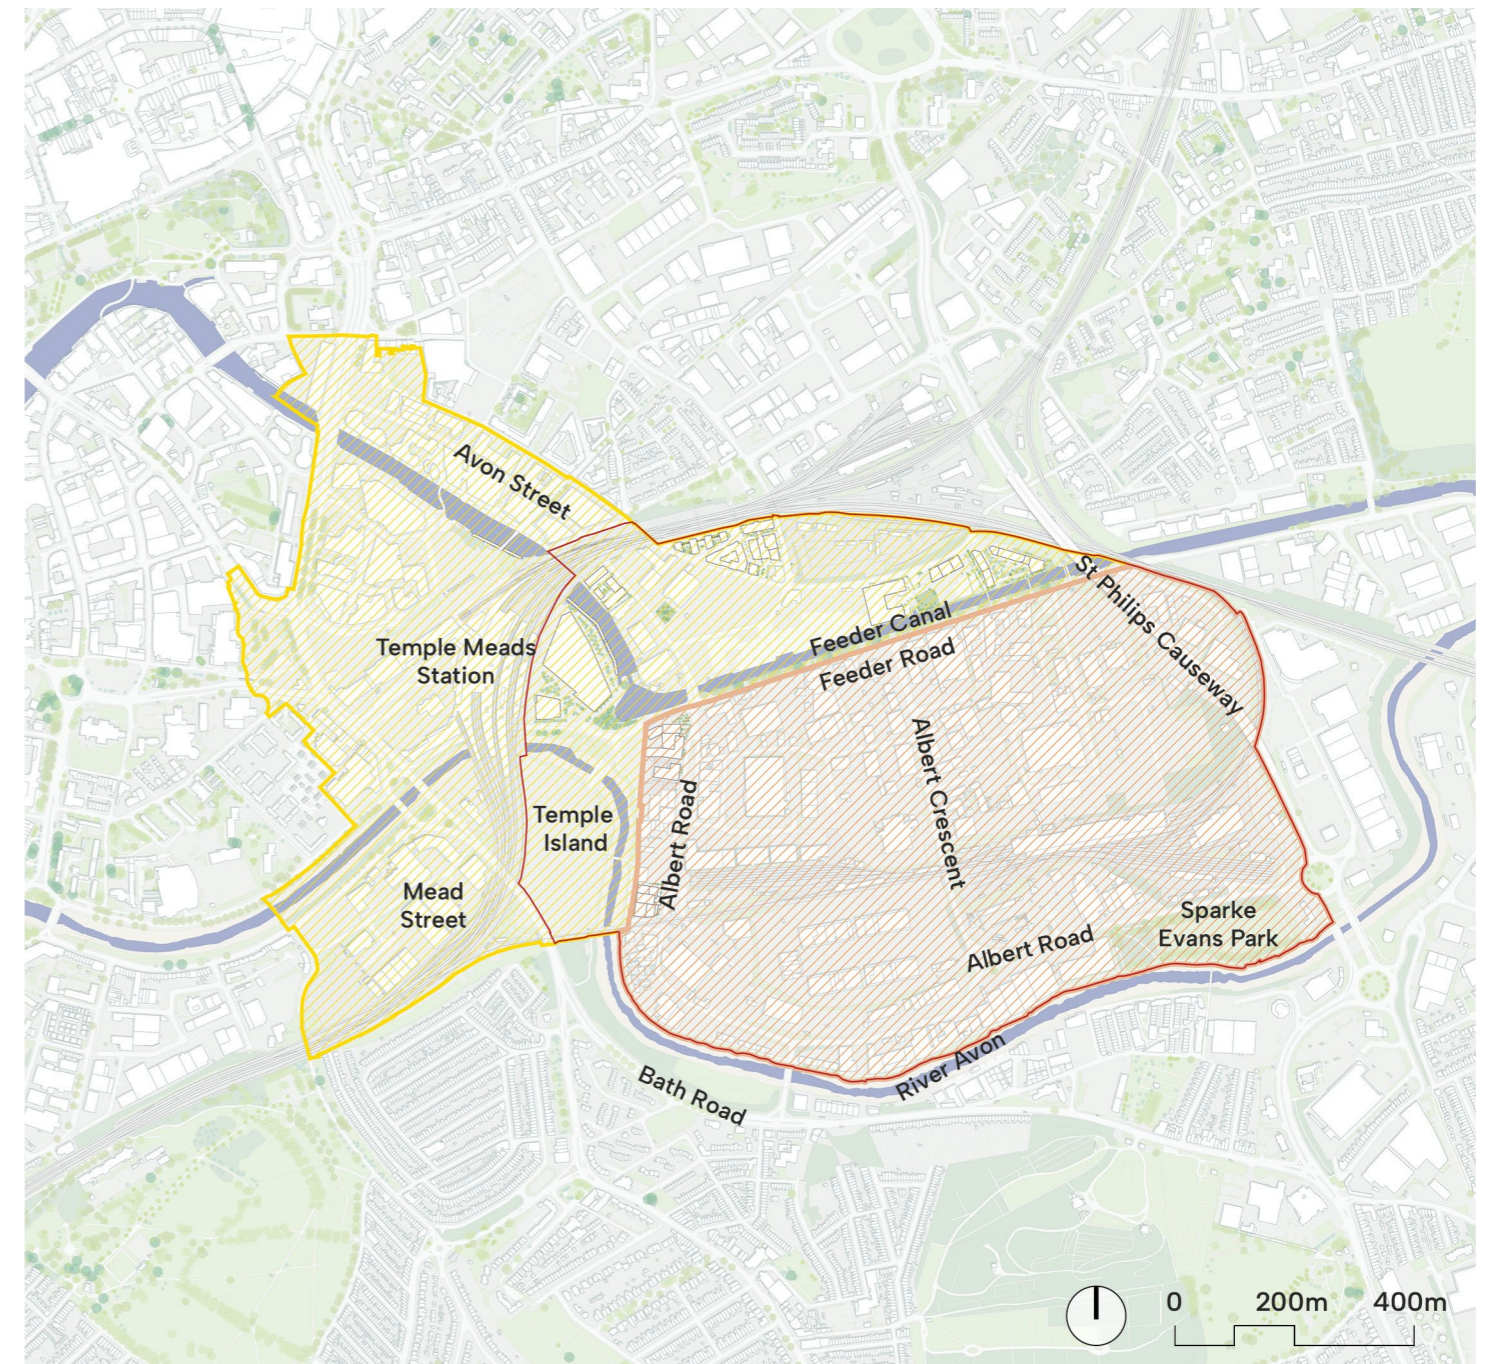 Avon Street
St Philips Causeway
Feeder Canal
Feeder Road
Temple Meads
Station
Albert Crescent
Albert Road
Temple
Island
Mead
Street
Sparke
Evans Park
Albert Road
River Avon
Bath Road
0 200m 400m